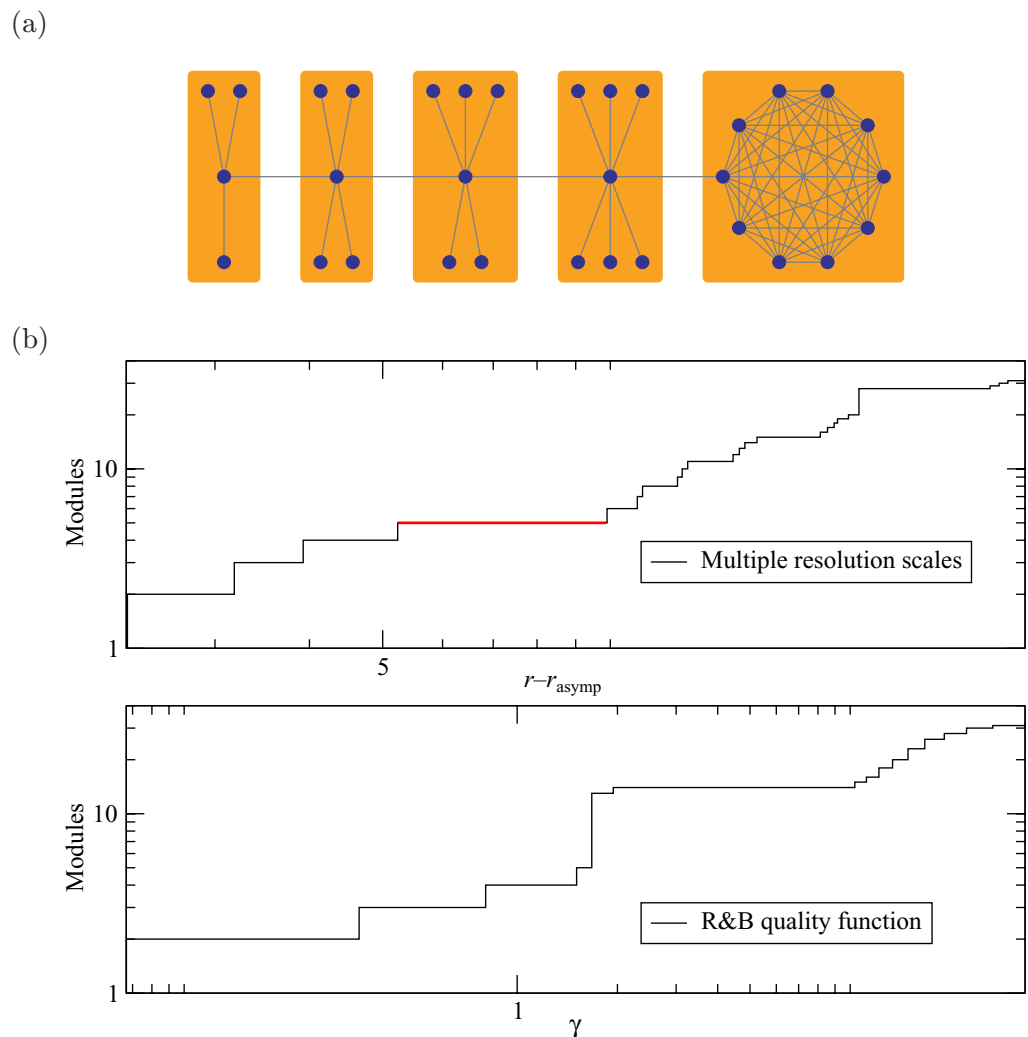 (a)
(b)
Modules
10
1
Multiple resolution scales
5
r–r_asymp
Modules
10
1
R&B quality function
1
γ